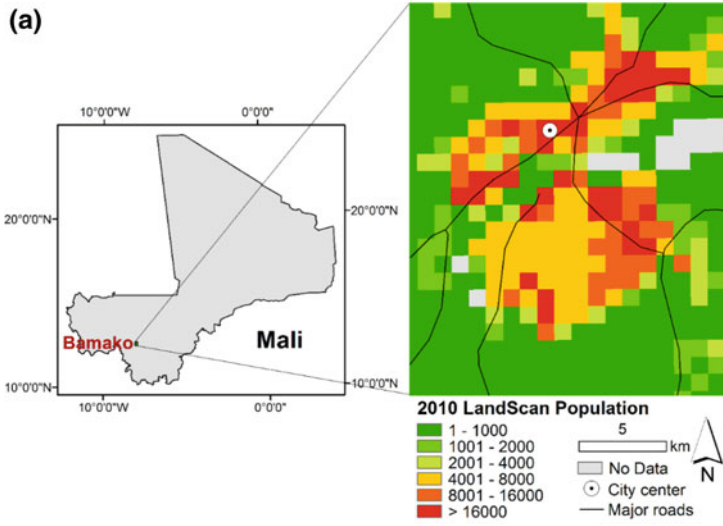 (a)
10°0'0"W 0°0'0"
20°0'0"N
20°0'0"N
Bamako
Mali
10°0'0"N
10°0'0"N
10°0'0"W 0°0'0"
2010 LandScan Population
1 - 1000
1001 - 2000
2001 - 4000
4001 - 8000
8001 - 16000
> 16000
5
km
No Data
City center
Major roads
N